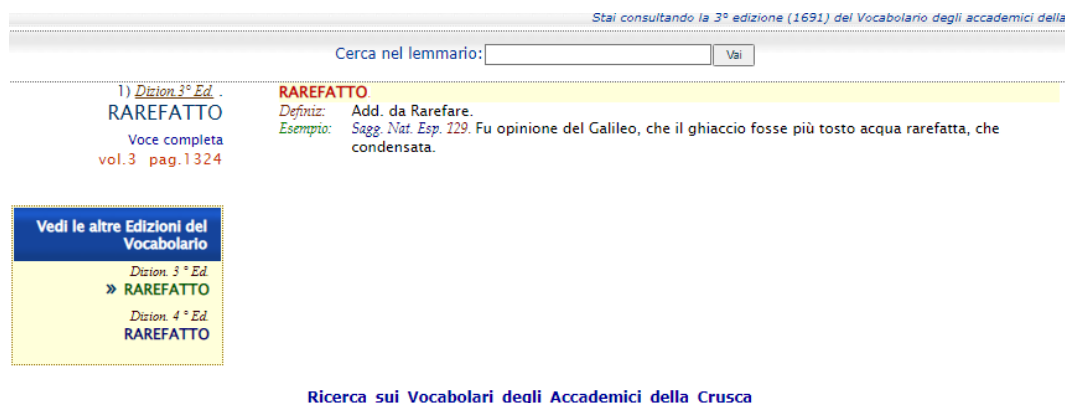 Stai consultando la 3° edizione (1691) del Vocabolario degli accademici della
Cerca nel lemmario:
Vai
1) Dizion. 3° Ed. .
RAREFATTO
Voce completa
vol.3 pag.1324
RAREFATTO.
Definiz: Add. da Rarefare.
Esempio: Sagg. Nat. Esp. 129. Fu opinione del Galileo, che il ghiaccio fosse più tosto acqua rarefatta, che
condensata.
Vedi le altre Edizioni del
Vocabolario
Dizion. 3 ° Ed.
» RAREFATTO
Dizion. 4 ° Ed.
RAREFATTO
Ricerca sui Vocabolari degli Accademici della Crusca